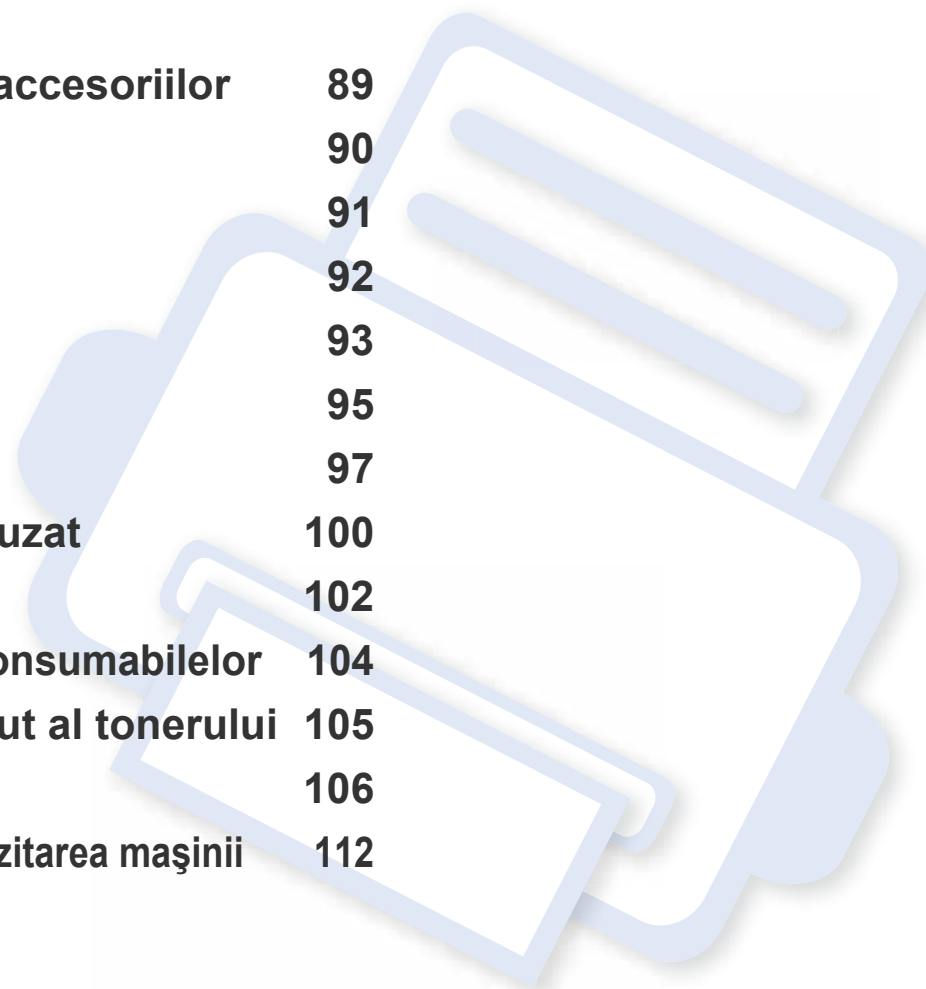 accesoriilor 89
90
91
92
93
95
97
uzat 100
102
onsumabilelor 104
ut al tonerului 105
106
zitarea maşinii 112